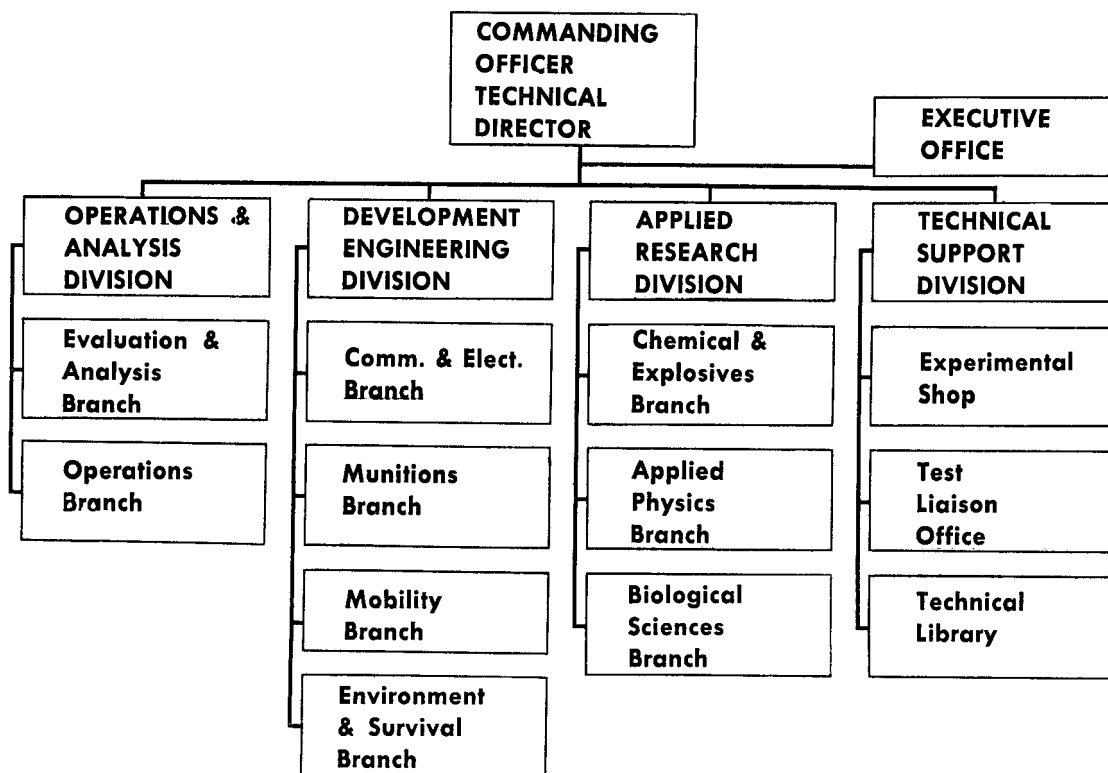 COMMANDING
OFFICER
TECHNICAL
DIRECTOR
EXECUTIVE
OFFICE
OPERATIONS &
ANALYSIS
DIVISION
Evaluation &
Analysis
Branch
Operations
Branch
DEVELOPMENT
ENGINEERING
DIVISION
Comm. & Elect.
Branch
Munitions
Branch
Mobility
Branch
Environment
& Survival
Branch
APPLIED
RESEARCH
DIVISION
Chemical &
Explosives
Branch
Applied
Physics
Branch
Biological
Sciences
Branch
TECHNICAL
SUPPORT
DIVISION
Experimental
Shop
Test
Liaison
Office
Technical
Library